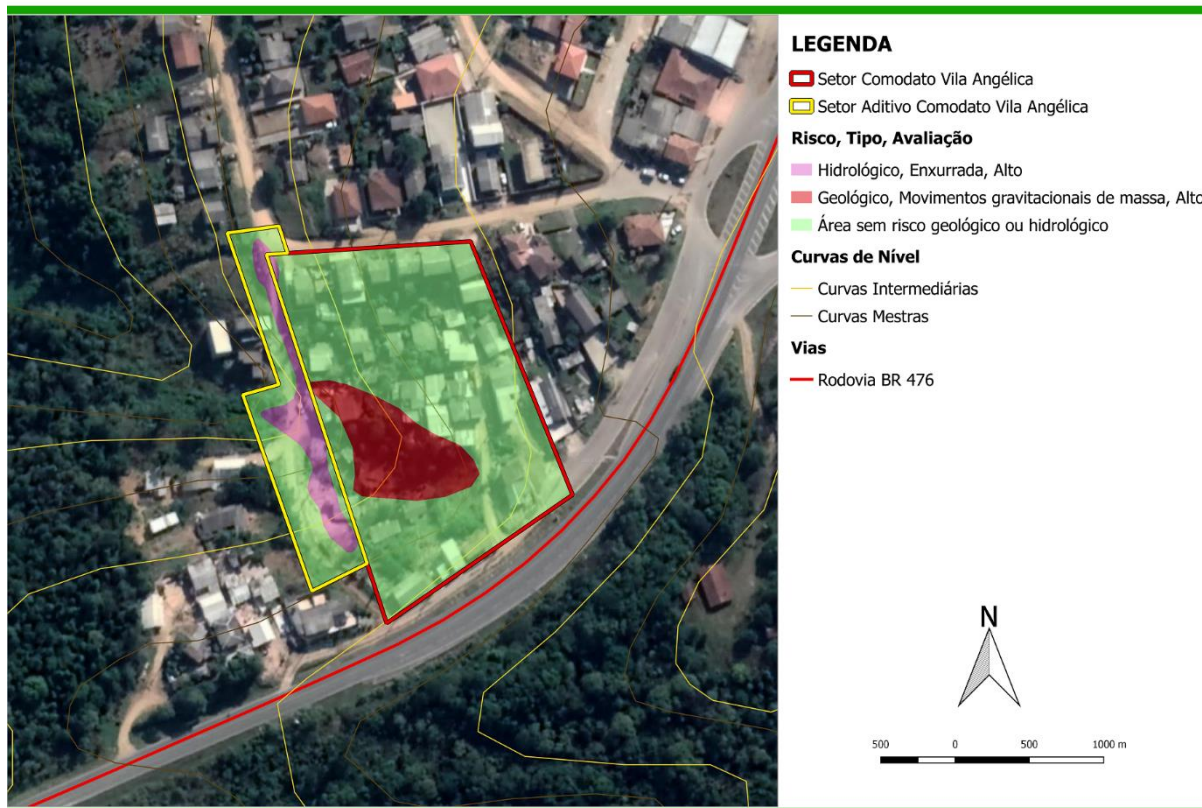 LEGENDA
Setor Comodato Vila Angélica
Setor Aditivo Comodato Vila Angélica
Risco, Tipo, Avaliação
Hidrológico, Enxurrada, Alto
Geológico, Movimentos gravitacionais de massa, Alto
Área sem risco geológico ou hidrológico
Curvas de Nível
Curvas Intermediárias
Curvas Mestras
Vias
Rodovia BR 476
N
500 0 500 1000 m